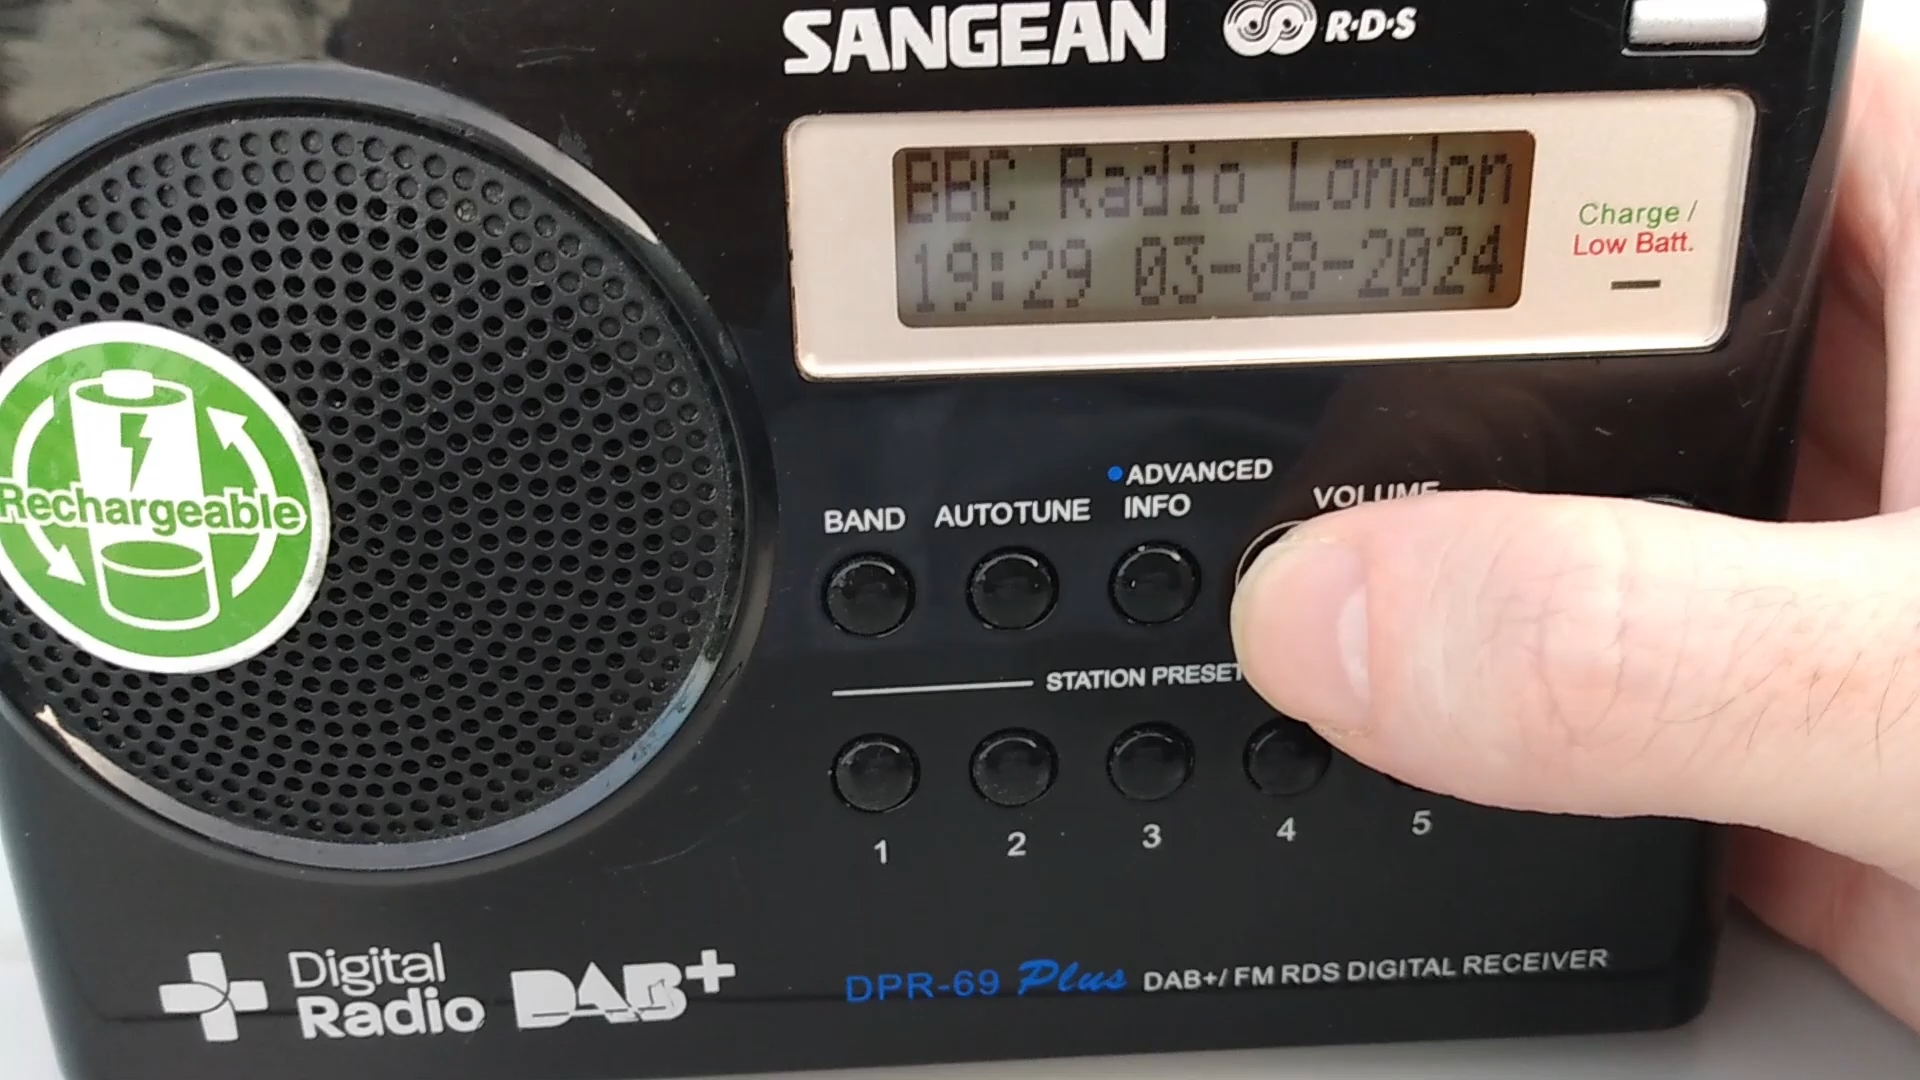 SANGEAN R·D·S
BBC Radio London
19:29 03-08-2024
Charge /
Low Batt.
Rechargeable
ADVANCED
BAND AUTOTUNE INFO VOLUME
STATION PRESET
1 2 3 4 5
Digital
Radio
DAB+
DPR-69 Plus DAB+/ FM RDS DIGITAL RECEIVER